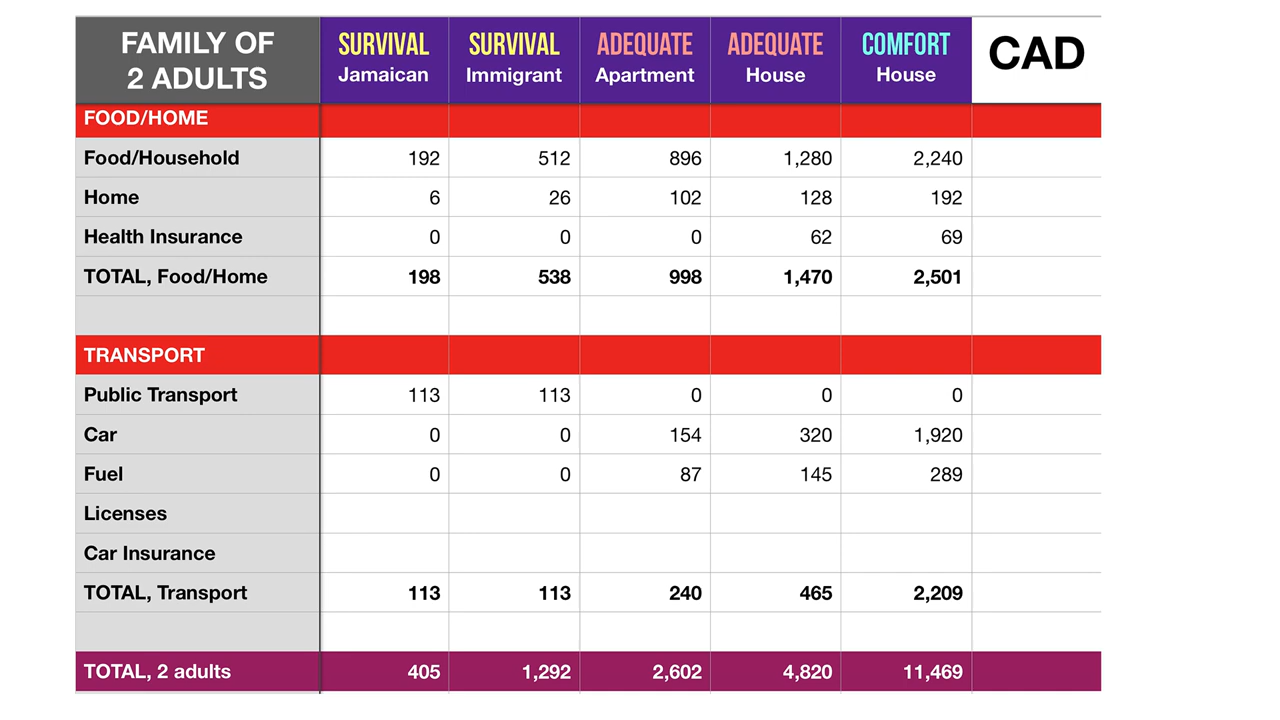 FAMILY OF 2 ADULTS SURVIVAL Jamaican SURVIVAL Immigrant ADEQUATE Apartment ADEQUATE House COMFORT House CAD
FOOD/HOME
Food/Household 192 512 896 1,280 2,240
Home 6 26 102 128 192
Health Insurance 0 0 0 62 69
TOTAL, Food/Home 198 538 998 1,470 2,501
TRANSPORT
Public Transport 113 113 0 0 0
Car 0 0 154 320 1,920
Fuel 0 0 87 145 289
Licenses
Car Insurance
TOTAL, Transport 113 113 240 465 2,209
TOTAL, 2 adults 405 1,292 2,602 4,820 11,469